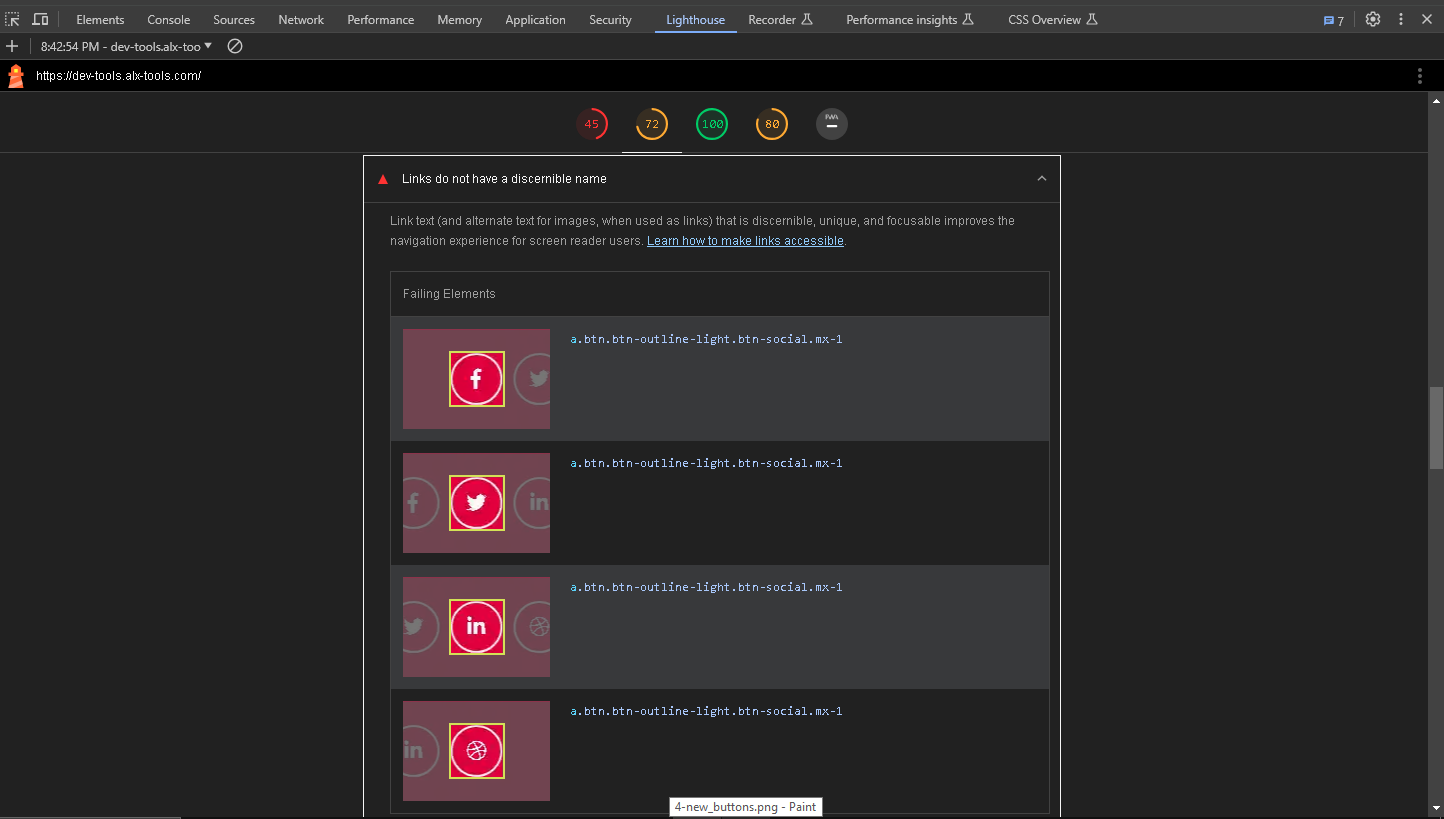 Elements Console Sources Network Performance Memory Application Security Lighthouse Recorder Performance insights CSS Overview 7
8:42:54 PM - dev-tools.alx-too
https://dev-tools.alx-tools.com/
45 72 100 80 PWA
Links do not have a discernible name
Link text (and alternate text for images, when used as links) that is discernible, unique, and focusable improves the
navigation experience for screen reader users. Learn how to make links accessible.
Failing Elements
a.btn.btn-outline-light.btn-social.mx-1
a.btn.btn-outline-light.btn-social.mx-1
in
a.btn.btn-outline-light.btn-social.mx-1
in
a.btn.btn-outline-light.btn-social.mx-1
in
4-new_buttons.png - Paint